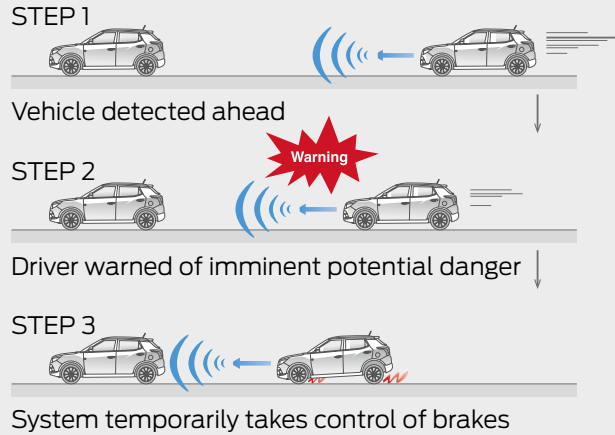 STEP 1
Vehicle detected ahead
Warning
STEP 2
Driver warned of imminent potential danger
STEP 3
System temporarily takes control of brakes